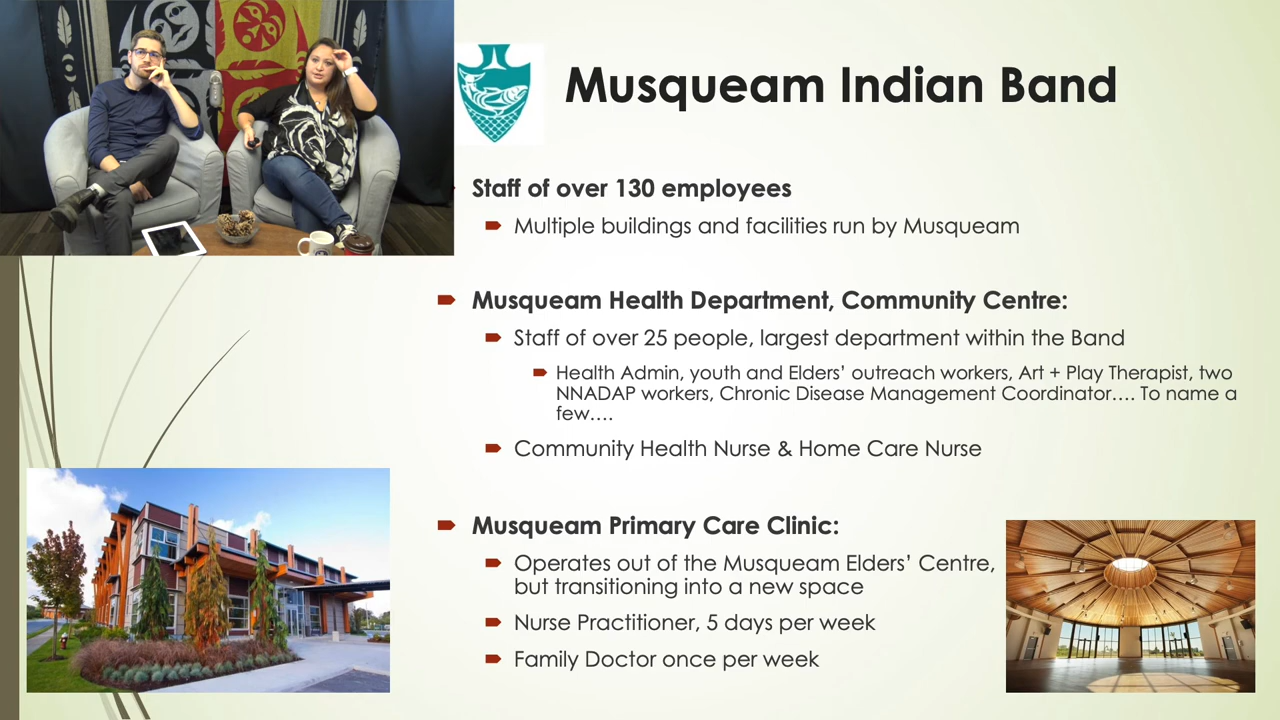 Musqueam Indian Band
Staff of over 130 employees
Multiple buildings and facilities run by Musqueam
Musqueam Health Department, Community Centre:
Staff of over 25 people, largest department within the Band
Health Admin, youth and Elders’ outreach workers, Art + Play Therapist, two
NNADAP workers, Chronic Disease Management Coordinator…. To name a
few….
Community Health Nurse & Home Care Nurse
Musqueam Primary Care Clinic:
Operates out of the Musqueam Elders’ Centre,
but transitioning into a new space
Nurse Practitioner, 5 days per week
Family Doctor once per week